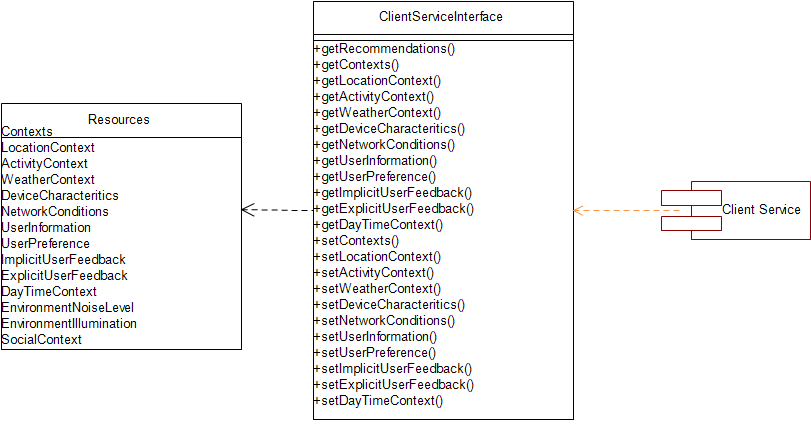 ClientServiceInterface
+getRecommendations()
+getContexts()
+getLocationContext()
+getActivityContext()
+getWeatherContext()
+getDeviceCharacteritics()
+getNetworkConditions()
+getUserInformation()
+getUserPreference()
+getImplicitUserFeedback()
+getExplicitUserFeedback()
+getDayTimeContext()
+setContexts()
+setLocationContext()
+setActivityContext()
+setWeatherContext()
+setDeviceCharacteritics()
+setNetworkConditions()
+setUserInformation()
+setUserPreference()
+setImplicitUserFeedback()
+setExplicitUserFeedback()
+setDayTimeContext()
Resources
Contexts
LocationContext
ActivityContext
WeatherContext
DeviceCharacteritics
NetworkConditions
UserInformation
UserPreference
ImplicitUserFeedback
ExplicitUserFeedback
DayTimeContext
EnvironmentNoiseLevel
EnvironmentIllumination
SocialContext
Client Service